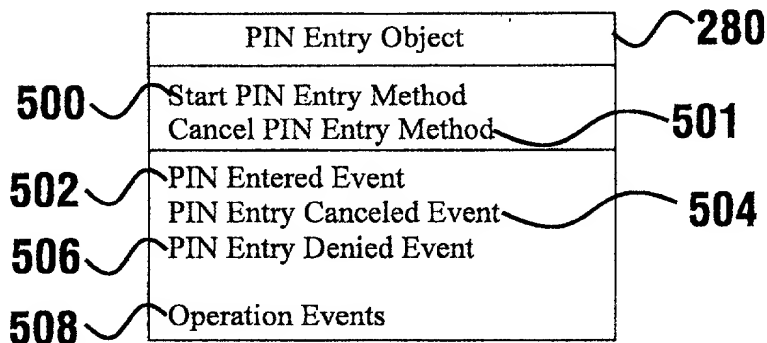 PIN Entry Object 280
500 Start PIN Entry Method
Cancel PIN Entry Method 501
502 PIN Entered Event
PIN Entry Canceled Event 504
506 PIN Entry Denied Event
508 Operation Events